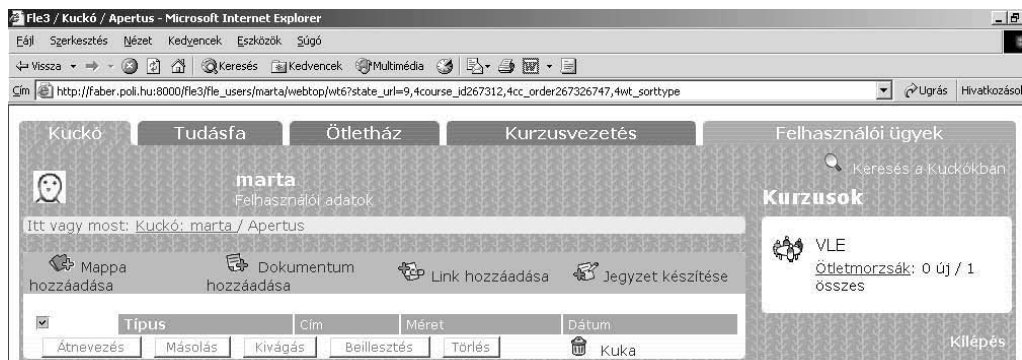 Fle3 / Kuckó / Apertus - Microsoft Internet Explorer
Fájl Szerkesztés Nézet Kedvencek Eszközök Súgó
Vissza Keresés Kedvencek Multimédia
Cím http://faber.poli.hu:8000/fle3/fle_users/marta/webtop/wt6?state_url=9,4course_id267312,4cc_order267326747,4wt_sorttype Ugrás Hivatkozások
Kuckó Tudásfa Ötletház Kurzusvezetés Felhasználói ügyek
Keresés a Kuckókban
marta
Felhasználói adatok
Kurzusok
Itt vagy most: Kuckó: marta / Apertus
VLE
Ötletmorzsák: 0 új / 1
összes
Mappa
hozzáadása
Dokumentum
hozzáadása
Link hozzáadása
Jegyzet készítése
Típus Cím Méret Dátum
Átnevezés Másolás Kivágás Beillesztés Törlés Kuka
Kilépés